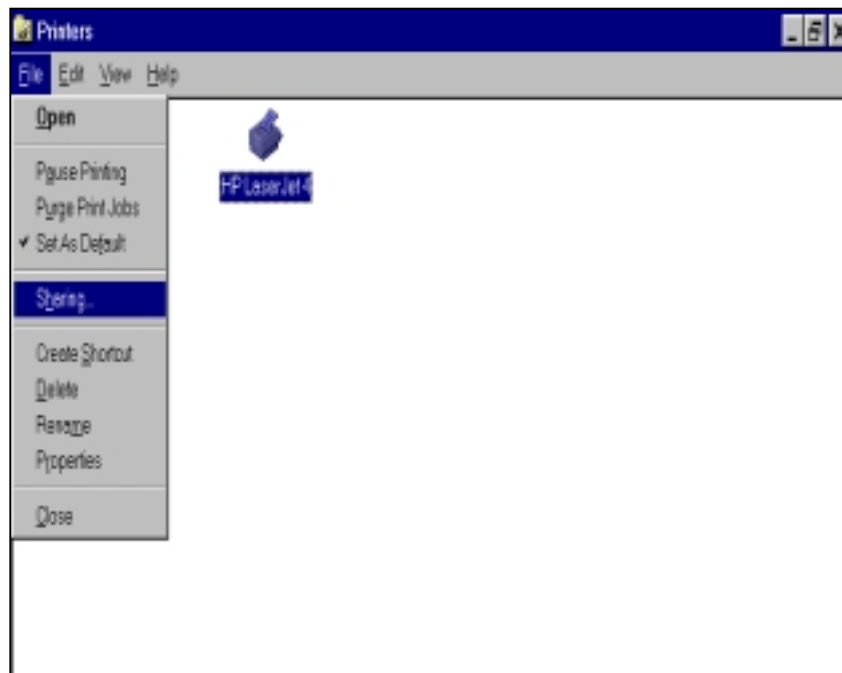 Printers
File Edit View Help
Open
Pause Printing
Purge Print Jobs
Set As Default
Sharing...
Create Shortcut
Delete
Rename
Properties
Close
HP LaserJet